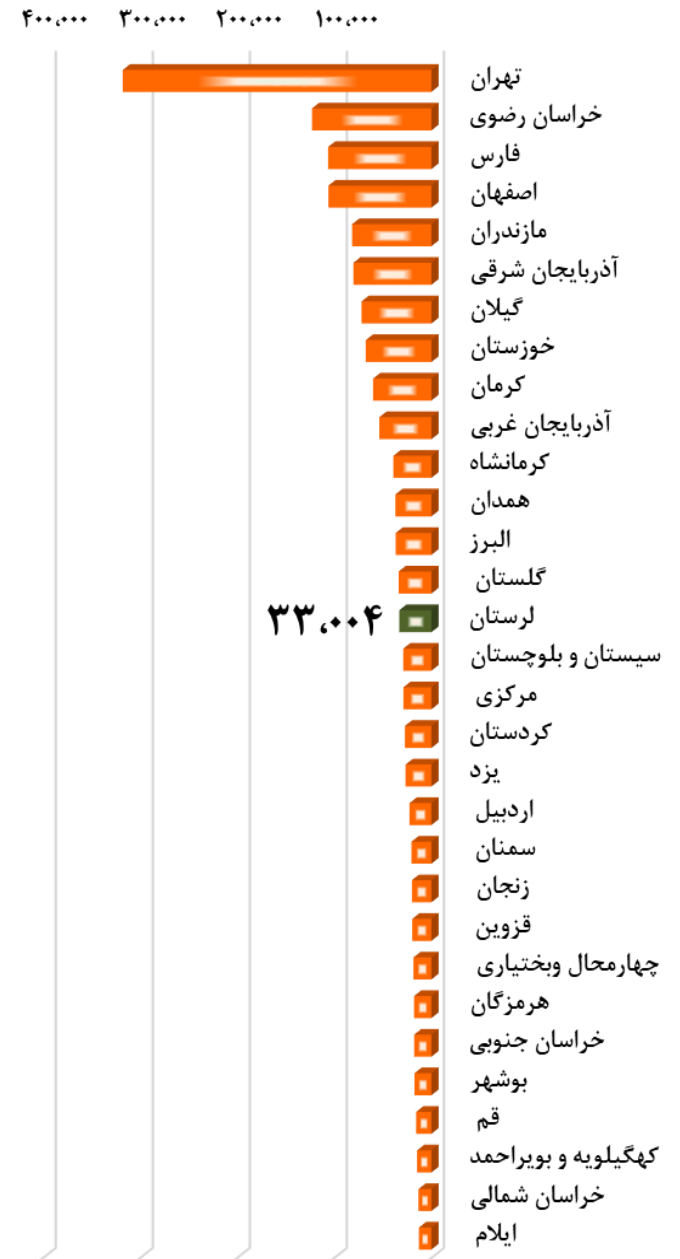 ۴۰۰،۰۰۰ ۳۰۰،۰۰۰ ۲۰۰،۰۰۰ ۱۰۰،۰۰۰
تهران
خراسان رضوی
فارس
اصفهان
مازندران
آذربایجان شرقی
گیلان
خوزستان
کرمان
آذربایجان غربی
کرمانشاه
همدان
البرز
گلستان
لرستان ۳۳،۰۰۴
سیستان و بلوچستان
مرکزی
کردستان
یزد
اردبیل
سمنان
زنجان
قزوین
چهارمحال وبختیاری
هرمزگان
خراسان جنوبی
بوشهر
قم
کهگیلویه و بویراحمد
خراسان شمالی
ایلام